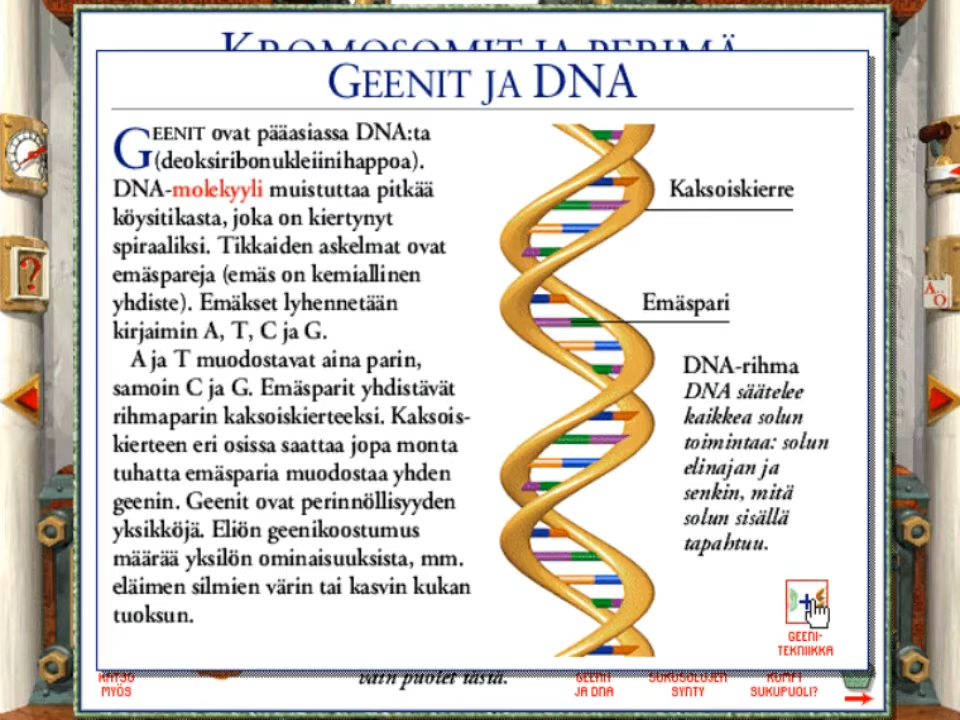 KROMOSOMIT JA PERIMÄ
GEENIT JA DNA
GEENIT ovat pääasiassa DNA:ta
(deoksiribonukleiinihappoa).
DNA-molekyyli muistuttaa pitkää
köysitikasta, joka on kiertynyt
spiraaliksi. Tikkaiden askelmat ovat
emäspareja (emäs on kemiallinen
yhdiste). Emäkset lyhennetään
kirjaimin A, T, C ja G.
A ja T muodostavat aina parin,
samoin C ja G. Emäsparit yhdistävät
rihmaparin kaksoiskierteeksi. Kaksois-
kierteen eri osissa saattaa jopa monta
tuhatta emäsparia muodostaa yhden
geenin. Geenit ovat perinnöllisyyden
yksikköjä. Eliön geenikoostumus
määrää yksilön ominaisuuksista, mm.
eläimen silmien värin tai kasvin kukan
tuoksun.
Kaksoiskierre
Emäspari
DNA-rihma
DNA säätelee
kaikkea solun
toimintaa: solun
elinajan ja
senkin, mitä
solun sisällä
tapahtuu.
GEENI-
TEKNIIKKA
vain puolet tästä.
KATSO
MYÖS
GEENIT
JA DNA
SUKUSOLUJEN
SYNTY
KUMPI
SUKUPUOLI?
?
A...
O